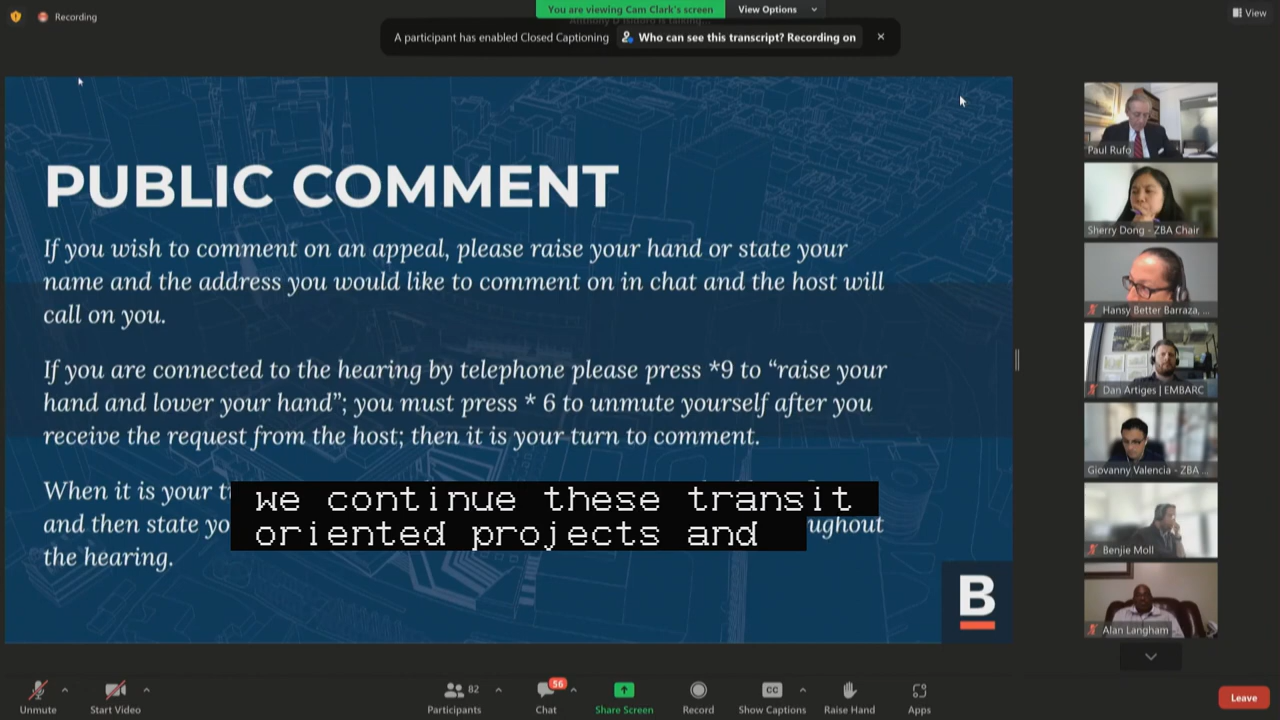 Recording
You are viewing Cam Clark's screen
View Options
View
A participant has enabled Closed Captioning
Who can see this transcript? Recording on
PUBLIC COMMENT
If you wish to comment on an appeal, please raise your hand or state your
name and the address you would like to comment on in chat and the host will
call on you.
If you are connected to the hearing by telephone please press *9 to “raise your
hand and lower your hand”; you must press * 6 to unmute yourself after you
receive the request from the host; then it is your turn to comment.
When it is your
and then state
the hearing.
we continue these transit
oriented projects and
B
Paul Rufo
Sherry Dong - ZBA Chair
Hansy Better Barraza, ...
Dan Artiges | EMBARC
Giovanny Valencia - ZBA ...
Benjie Moll
Alan Langham
Unmute
Start Video
Participants
82
Chat
56
Share Screen
Record
CC
Show Captions
Raise Hand
Apps
Leave